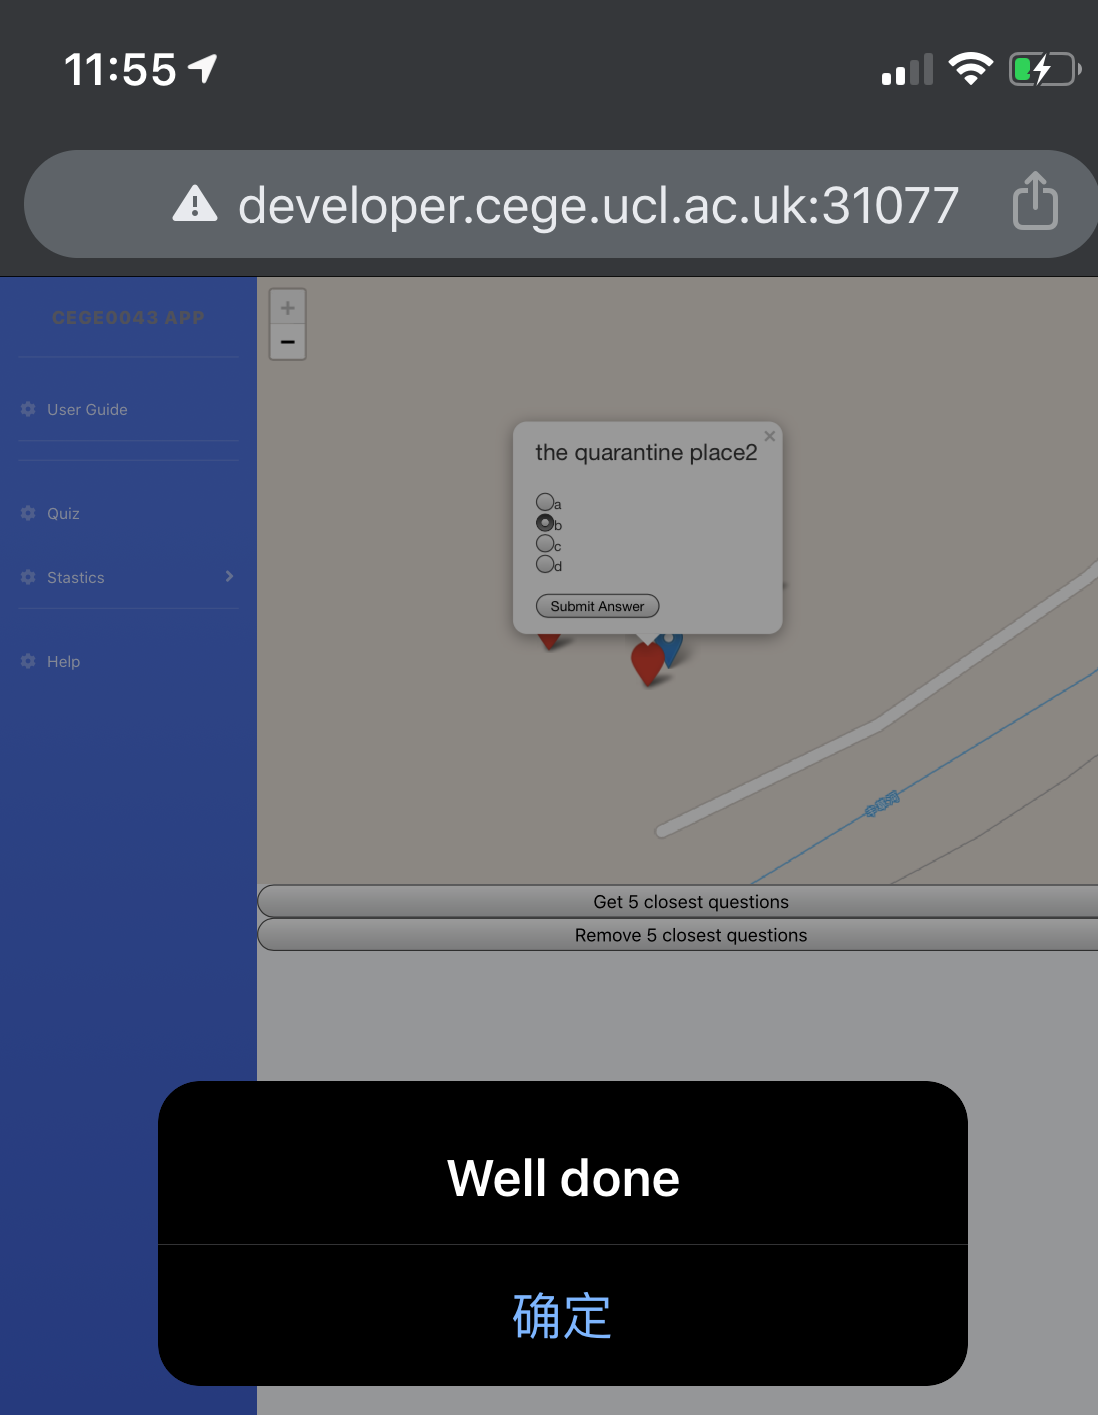 11:55
developer.cege.ucl.ac.uk:31077
CEGE0043 APP
User Guide
Quiz
Stastics
Help
+
−
the quarantine place2
×
a
b
c
d
Submit Answer
Get 5 closest questions
Remove 5 closest questions
Well done
确定